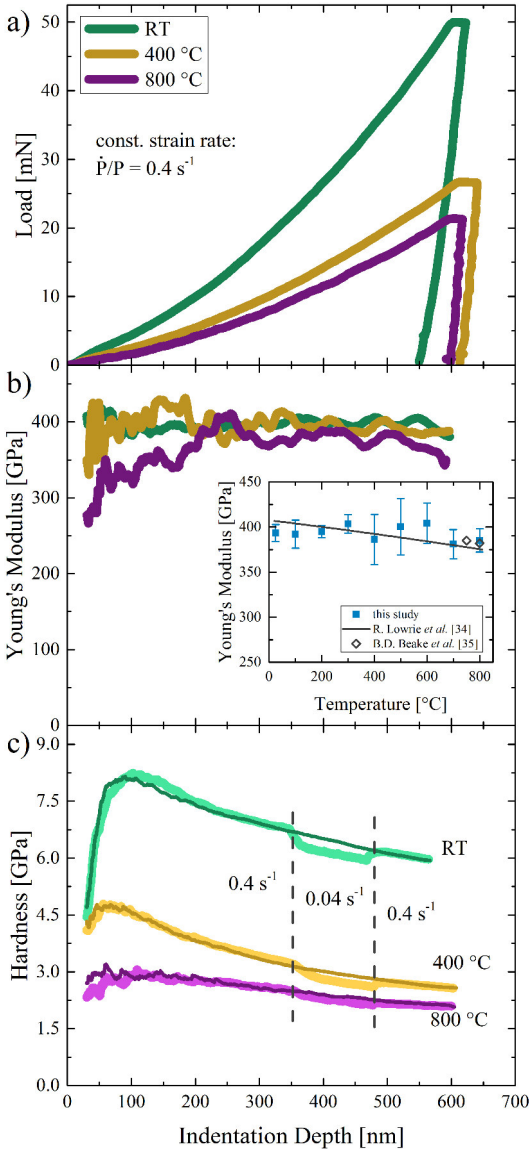 a)
RT
400 °C
800 °C
const. strain rate:
Ṗ/P = 0.4 s⁻¹
Load [mN]
50
40
30
20
10
0
b)
Young's Modulus [GPa]
400
300
200
100
0
Young's Modulus [GPa]
450
425
400
375
350
325
300
275
250
this study
R. Lowrie et al. [34]
B.D. Beake et al. [35]
0 100 200 300 400 500 600 700 800
Temperature [°C]
c)
Hardness [GPa]
9.0
7.5
6.0
4.5
3.0
1.5
0.0
RT
0.4 s⁻¹
0.04 s⁻¹
0.4 s⁻¹
400 °C
800 °C
0 100 200 300 400 500 600 700
Indentation Depth [nm]